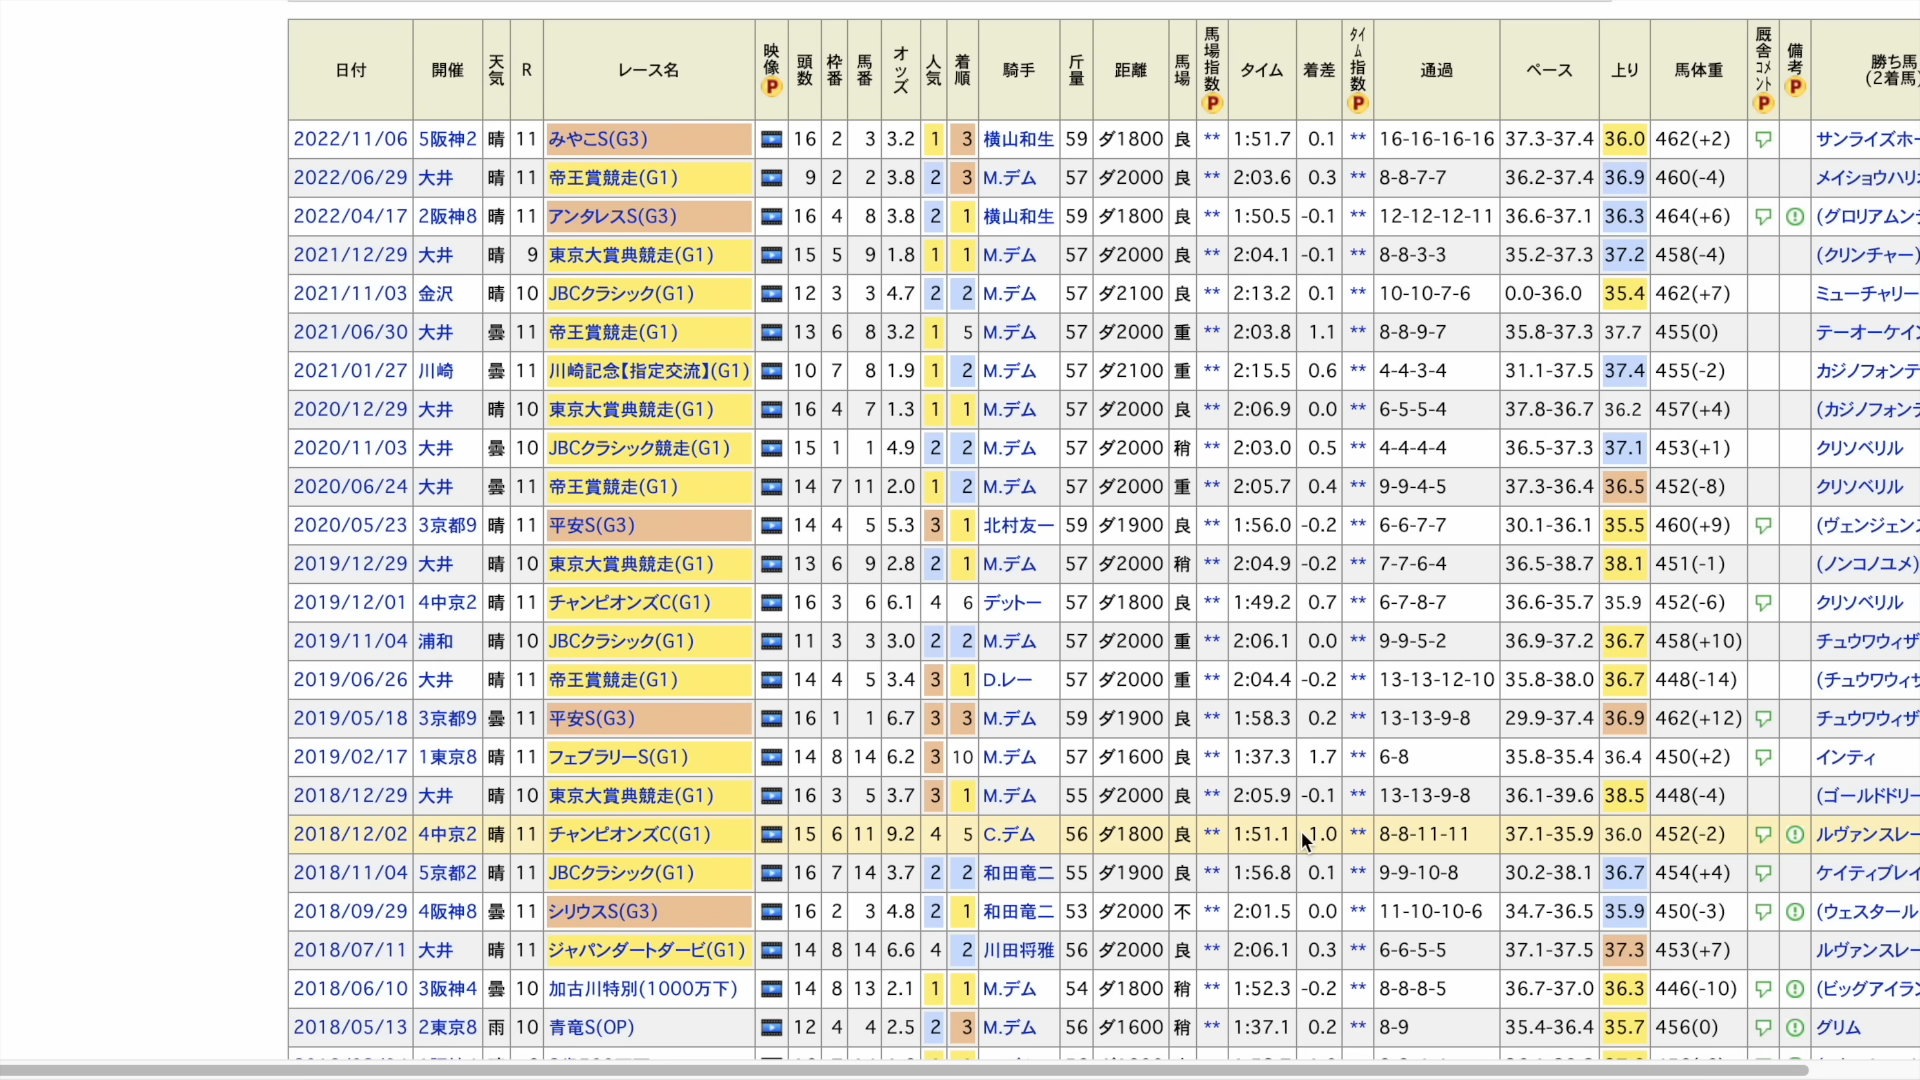 日付 開催 天気 R レース名 映像 P 頭数 枠番 馬番 オッズ 人気 着順 騎手 斤量 距離 馬場 馬場指数 P タイム 着差 タイム指数 P 通過 ペース 上り 馬体重 厩舎コメント P 備考 P 勝ち馬 (2着馬)
2022/11/06 5阪神2 晴 11 みやこS(G3) 16 2 3 3.2 1 3 横山和生 59 ダ1800 良 ** 1:51.7 0.1 ** 16-16-16-16 37.3-37.4 36.0 462(+2) サンライズホー
2022/06/29 大井 晴 11 帝王賞競走(G1) 9 2 2 3.8 2 3 M.デム 57 ダ2000 良 ** 2:03.6 0.3 ** 8-8-7-7 36.2-37.4 36.9 460(-4) メイショウハリ
2022/04/17 2阪神8 晴 11 アンタレスS(G3) 16 4 8 3.8 2 1 横山和生 59 ダ1800 良 ** 1:50.5 -0.1 ** 12-12-12-11 36.6-37.1 36.3 464(+6) (グロリアムン
2021/12/29 大井 晴 9 東京大賞典競走(G1) 15 5 9 1.8 1 1 M.デム 57 ダ2000 良 ** 2:04.1 -0.1 ** 8-8-3-3 35.2-37.3 37.2 458(-4) (クリンチャー)
2021/11/03 金沢 晴 10 JBCクラシック(G1) 12 3 3 4.7 2 2 M.デム 57 ダ2100 良 ** 2:13.2 0.1 ** 10-10-7-6 0.0-36.0 35.4 462(+7) ミューチャリー
2021/06/30 大井 曇 11 帝王賞競走(G1) 13 6 8 3.2 1 5 M.デム 57 ダ2000 重 ** 2:03.8 1.1 ** 8-8-9-7 35.8-37.3 37.7 455(0) テーオーケイン
2021/01/27 川崎 曇 11 川崎記念【指定交流】(G1) 10 7 8 1.9 1 2 M.デム 57 ダ2100 重 ** 2:15.5 0.6 ** 4-4-3-4 31.1-37.5 37.4 455(-2) カジノフォンテ
2020/12/29 大井 晴 10 東京大賞典競走(G1) 16 4 7 1.3 1 1 M.デム 57 ダ2000 良 ** 2:06.9 0.0 ** 6-5-5-4 37.8-36.7 36.2 457(+4) (カジノフォン
2020/11/03 大井 曇 10 JBCクラシック競走(G1) 15 1 1 4.9 2 2 M.デム 57 ダ2000 稍 ** 2:03.0 0.5 ** 4-4-4-4 36.5-37.3 37.1 453(+1) クリソベリル
2020/06/24 大井 曇 11 帝王賞競走(G1) 14 7 11 2.0 1 2 M.デム 57 ダ2000 重 ** 2:05.7 0.4 ** 9-9-4-5 37.3-36.4 36.5 452(-8) クリソベリル
2020/05/23 3京都9 晴 11 平安S(G3) 14 4 5 5.3 3 1 北村友一 59 ダ1900 良 ** 1:56.0 -0.2 ** 6-6-7-7 30.1-36.1 35.5 460(+9) (ヴェンジェン
2019/12/29 大井 晴 10 東京大賞典競走(G1) 13 6 9 2.8 2 1 M.デム 57 ダ2000 稍 ** 2:04.9 -0.2 ** 7-7-6-4 36.5-38.7 38.1 451(-1) (ノンコノユメ)
2019/12/01 4中京2 晴 11 チャンピオンズC(G1) 16 3 6 6.1 4 6 デットー 57 ダ1800 良 ** 1:49.2 0.7 ** 6-7-8-7 36.6-35.7 35.9 452(-6) クリソベリル
2019/11/04 浦和 晴 10 JBCクラシック(G1) 11 3 3 3.0 2 2 M.デム 57 ダ2000 重 ** 2:06.1 0.0 ** 9-9-5-2 36.9-37.2 36.7 458(+10) チュウワウィザ
2019/06/26 大井 晴 11 帝王賞競走(G1) 14 4 5 3.4 3 1 D.レー 57 ダ2000 重 ** 2:04.4 -0.2 ** 13-13-12-10 35.8-38.0 36.7 448(-14) (チュウワウィ
2019/05/18 3京都9 曇 11 平安S(G3) 16 1 1 6.7 3 3 M.デム 59 ダ1900 良 ** 1:58.3 0.2 ** 13-13-9-8 29.9-37.4 36.9 462(+12) チュウワウィザ
2019/02/17 1東京8 晴 11 フェブラリーS(G1) 14 8 14 6.2 3 10 M.デム 57 ダ1600 良 ** 1:37.3 1.7 ** 6-8 35.8-35.4 36.4 450(+2) インティ
2018/12/29 大井 晴 10 東京大賞典競走(G1) 16 3 5 3.7 3 1 M.デム 55 ダ2000 良 ** 2:05.9 -0.1 ** 13-13-9-8 36.1-39.6 38.5 448(-4) (ゴールドドリー
2018/12/02 4中京2 晴 11 チャンピオンズC(G1) 15 6 11 9.2 4 5 C.デム 56 ダ1800 良 ** 1:51.1 1.0 ** 8-8-11-11 37.1-35.9 36.0 452(-2) ルヴァンスレー
2018/11/04 5京都2 晴 11 JBCクラシック(G1) 16 7 14 3.7 2 2 和田竜二 55 ダ1900 良 ** 1:56.8 0.1 ** 9-9-10-8 30.2-38.1 36.7 454(+4) ケイティブレイ
2018/09/29 4阪神8 曇 11 シリウスS(G3) 16 2 3 4.8 2 1 和田竜二 53 ダ2000 不 ** 2:01.5 0.0 ** 11-10-10-6 34.7-36.5 35.9 450(-3) (ウェスタール
2018/07/11 大井 晴 11 ジャパンダートダービ(G1) 14 8 14 6.6 4 2 川田将雅 56 ダ2000 良 ** 2:06.1 0.3 ** 6-6-5-5 37.1-37.5 37.3 453(+7) ルヴァンスレー
2018/06/10 3阪神4 曇 10 加古川特別(1000万下) 14 8 13 2.1 1 1 M.デム 54 ダ1800 稍 ** 1:52.3 -0.2 ** 8-8-8-5 36.7-37.0 36.3 446(-10) (ビッグアイラン
2018/05/13 2東京8 雨 10 青竜S(OP) 12 4 4 2.5 2 3 M.デム 56 ダ1600 稍 ** 1:37.1 0.2 ** 8-9 35.4-36.4 35.7 456(0) グリム